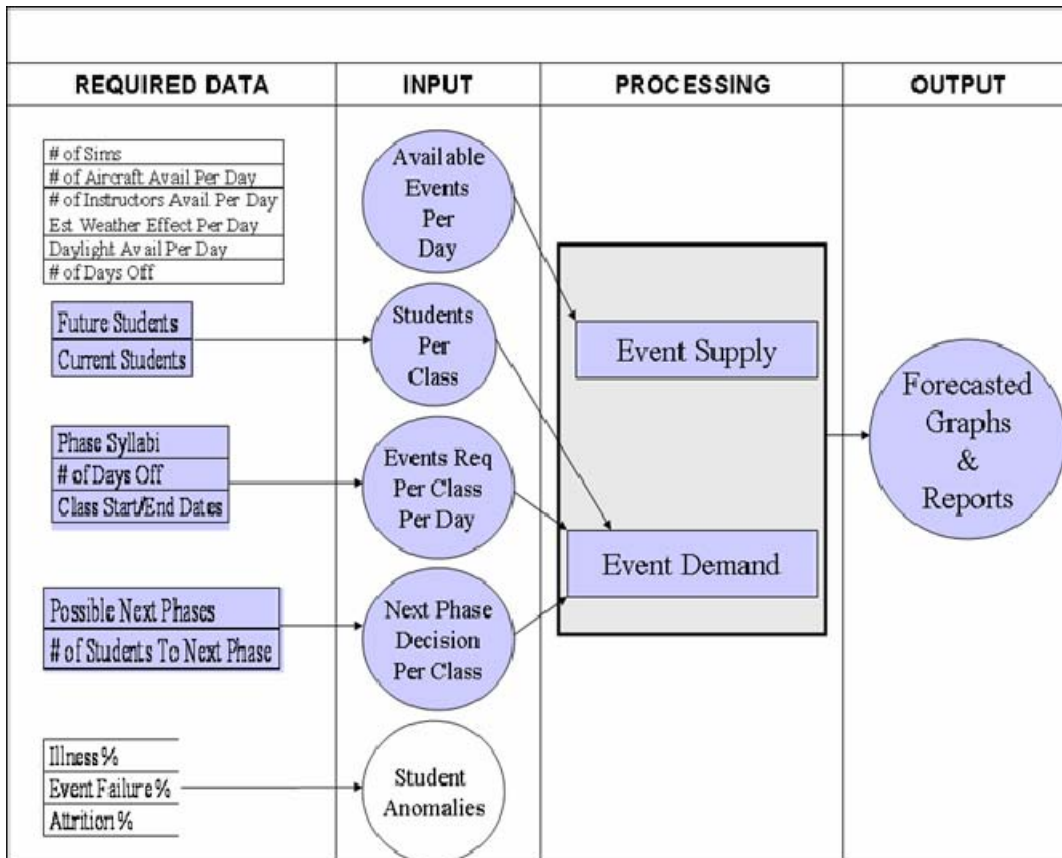 REQUIRED DATA
INPUT
PROCESSING
OUTPUT
# of Sims
# of Aircraft Avail Per Day
# of Instructors Avail Per Day
Est Weather Effect Per Day
Daylight Avail Per Day
# of Days Off
Future Students
Current Students
Phase Syllabi
# of Days Off
Class Start/End Dates
Possible Next Phases
# of Students To Next Phase
Illness %
Event Failure %
Attrition %
Available
Events
Per
Day
Students
Per
Class
Events Req
Per Class
Per Day
Next Phase
Decision
Per Class
Student
Anomalies
Event Supply
Event Demand
Forecasted
Graphs
&
Reports